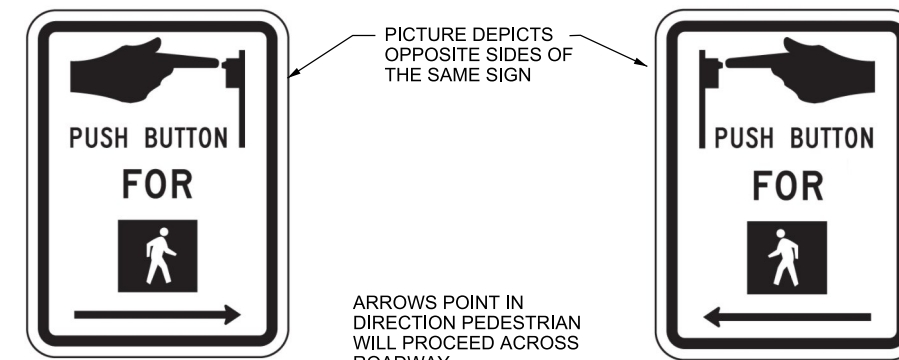 PUSH BUTTON
FOR
PICTURE DEPICTS
OPPOSITE SIDES OF
THE SAME SIGN
ARROWS POINT IN
DIRECTION PEDESTRIAN
WILL PROCEED ACROSS
ROADWAY
PUSH BUTTON
FOR